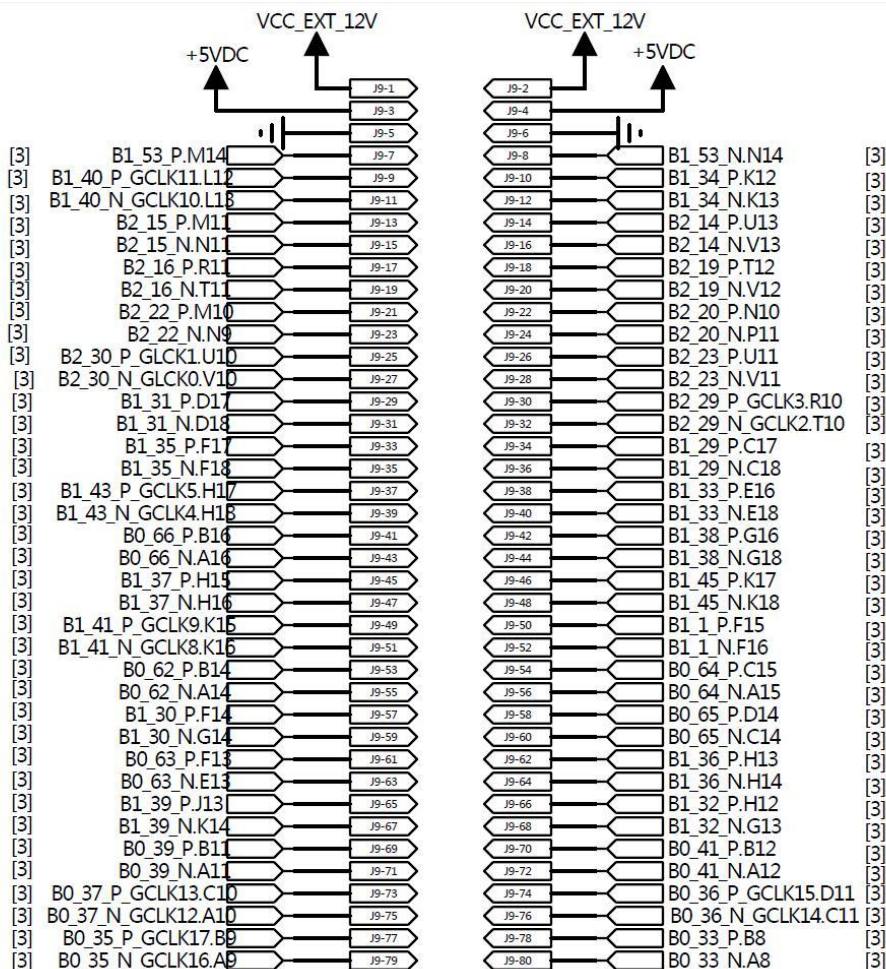 VCC_EXT_12V VCC_EXT_12V
+5VDC +5VDC
J9-1 J9-2
J9-3 J9-4
J9-5 J9-6
[3] B1_53_P.M14 J9-7 J9-8 B1_53_N.N14 [3]
[3] B1_40_P_GCLK11.L12 J9-9 J9-10 B1_34_P.K12 [3]
[3] B1_40_N_GCLK10.L13 J9-11 J9-12 B1_34_N.K13 [3]
[3] B2_15_P.M11 J9-13 J9-14 B2_14_P.U13 [3]
[3] B2_15_N.N11 J9-15 J9-16 B2_14_N.V13 [3]
[3] B2_16_P.R11 J9-17 J9-18 B2_19_P.T12 [3]
[3] B2_16_N.T11 J9-19 J9-20 B2_19_N.V12 [3]
[3] B2_22_P.M10 J9-21 J9-22 B2_20_P.N10 [3]
[3] B2_22_N.N9 J9-23 J9-24 B2_20_N.P11 [3]
[3] B2_30_P_GLCK1.U10 J9-25 J9-26 B2_23_P.U11 [3]
[3] B2_30_N_GLCK0.V10 J9-27 J9-28 B2_23_N.V11 [3]
[3] B1_31_P.D17 J9-29 J9-30 B2_29_P_GCLK3.R10 [3]
[3] B1_31_N.D18 J9-31 J9-32 B2_29_N_GCLK2.T10 [3]
[3] B1_35_P.F17 J9-33 J9-34 B1_29_P.C17 [3]
[3] B1_35_N.F18 J9-35 J9-36 B1_29_N.C18 [3]
[3] B1_43_P_GCLK5.H17 J9-37 J9-38 B1_33_P.E16 [3]
[3] B1_43_N_GCLK4.H18 J9-39 J9-40 B1_33_N.E18 [3]
[3] B0_66_P.B16 J9-41 J9-42 B1_38_P.G16 [3]
[3] B0_66_N.A16 J9-43 J9-44 B1_38_N.G18 [3]
[3] B1_37_P.H15 J9-45 J9-46 B1_45_P.K17 [3]
[3] B1_37_N.H16 J9-47 J9-48 B1_45_N.K18 [3]
[3] B1_41_P_GCLK9.K15 J9-49 J9-50 B1_1_P.F15 [3]
[3] B1_41_N_GCLK8.K16 J9-51 J9-52 B1_1_N.F16 [3]
[3] B0_62_P.B14 J9-53 J9-54 B0_64_P.C15 [3]
[3] B0_62_N.A14 J9-55 J9-56 B0_64_N.A15 [3]
[3] B1_30_P.F14 J9-57 J9-58 B0_65_P.D14 [3]
[3] B1_30_N.G14 J9-59 J9-60 B0_65_N.C14 [3]
[3] B0_63_P.F13 J9-61 J9-62 B1_36_P.H13 [3]
[3] B0_63_N.E13 J9-63 J9-64 B1_36_N.H14 [3]
[3] B1_39_P.J13 J9-65 J9-66 B1_32_P.H12 [3]
[3] B1_39_N.K14 J9-67 J9-68 B1_32_N.G13 [3]
[3] B0_39_P.B11 J9-69 J9-70 B0_41_P.B12 [3]
[3] B0_39_N.A11 J9-71 J9-72 B0_41_N.A12 [3]
[3] B0_37_P_GCLK13.C10 J9-73 J9-74 B0_36_P_GCLK15.D11 [3]
[3] B0_37_N_GCLK12.A10 J9-75 J9-76 B0_36_N_GCLK14.C11 [3]
[3] B0_35_P_GCLK17.B9 J9-77 J9-78 B0_33_P.B8 [3]
[3] B0_35_N_GCLK16.A9 J9-79 J9-80 B0_33_N.A8 [3]